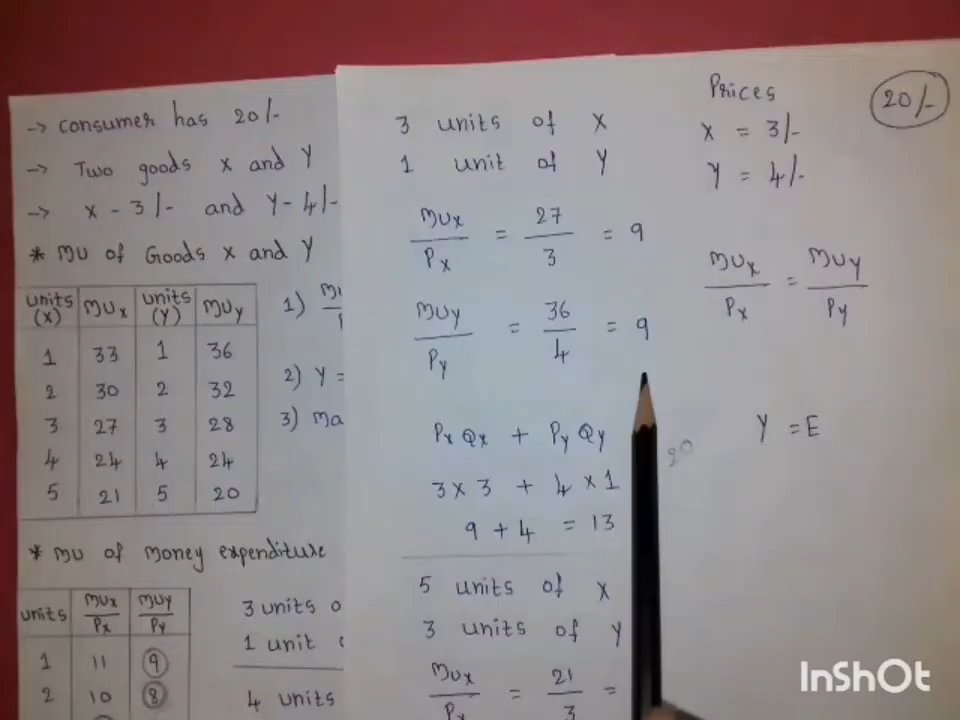 -> consumer has 20/-
-> Two goods X and Y
-> X - 3/- and Y - 4/-
* MU of Goods X and Y
units (X) MUx units (Y) MUy
1 33 1 36
2 30 2 32
3 27 3 28
4 24 4 24
5 21 5 20
1)
2) Y =
3) Ma
* MU of money expenditure
units MUx/Px MUy/Py
1 11 9
2 10 8
3 units o
1 unit
4 units
3 units of X
1 unit of Y
MUx/Px = 27/3 = 9
MUy/Py = 36/4 = 9
PxQx + PyQy
3 x 3 + 4 x 1
9 + 4 = 13
5 units of X
3 units of Y
MUx/Px = 21/3 =
Prices
X = 3/-
Y = 4/-
20/-
MUx/Px = MUy/Py
Y = E
20
InShOt